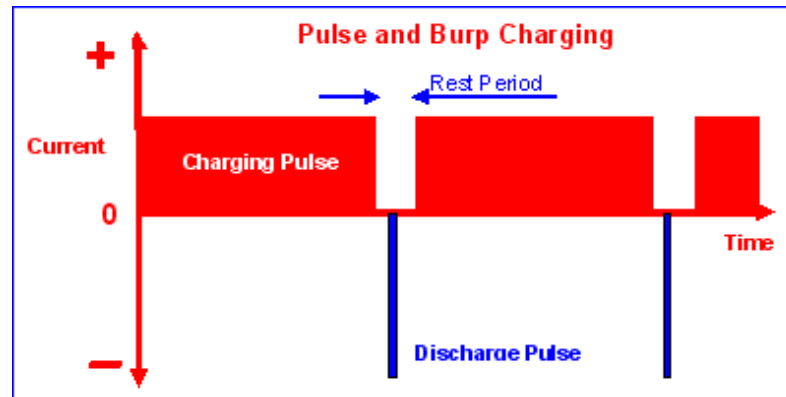 Pulse and Burp Charging
+
Rest Period
Current
Charging Pulse
0
Time
Discharge Pulse
−